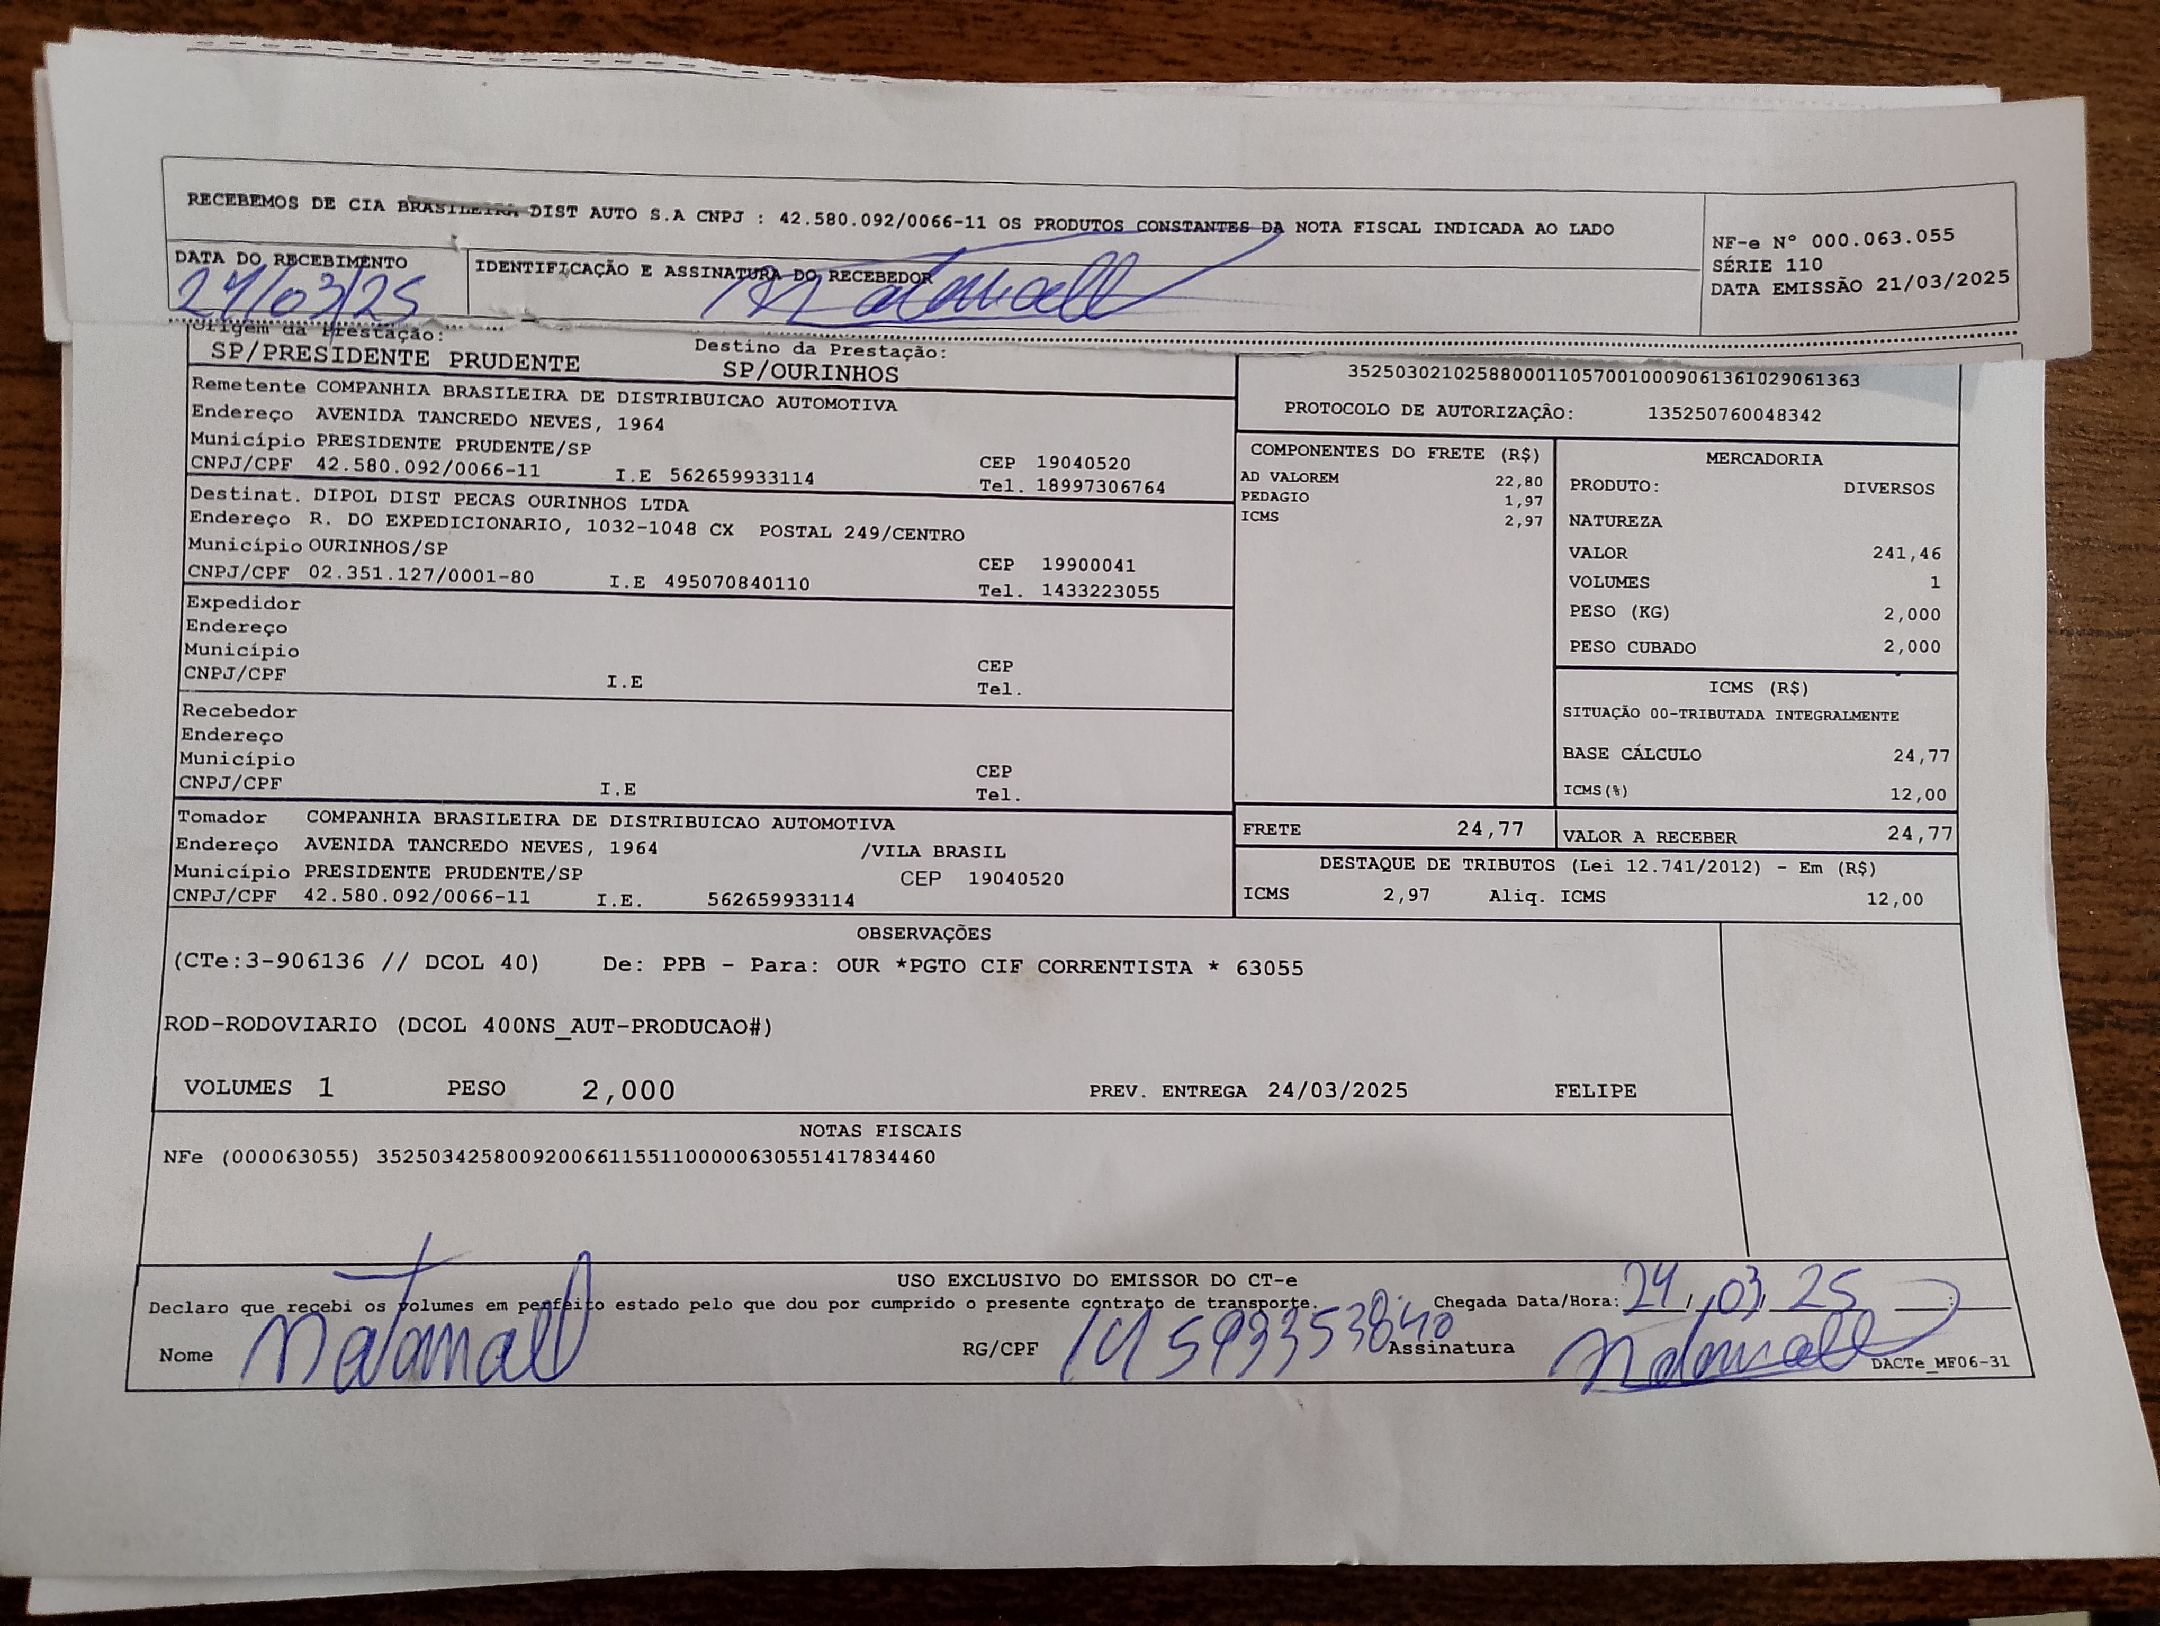 RECEBEMOS DE CIA BRASILEIRA DIST AUTO S.A CNPJ : 42.580.092/0066-11 OS PRODUTOS CONSTANTES DA NOTA FISCAL INDICADA AO LADO
DATA DO RECEBIMENTO
24/03/25
IDENTIFICAÇÃO E ASSINATURA DO RECEBEDOR
NF-e N° 000.063.055
SÉRIE 110
DATA EMISSÃO 21/03/2025
Origem da Prestação:
SP/PRESIDENTE PRUDENTE
Destino da Prestação:
SP/OURINHOS
Remetente COMPANHIA BRASILEIRA DE DISTRIBUICAO AUTOMOTIVA
Endereço AVENIDA TANCREDO NEVES, 1964
Município PRESIDENTE PRUDENTE/SP
CNPJ/CPF 42.580.092/0066-11 I.E 562659933114
CEP 19040520
Tel. 18997306764
Destinat. DIPOL DIST PECAS OURINHOS LTDA
Endereço R. DO EXPEDICIONARIO, 1032-1048 CX POSTAL 249/CENTRO
Município OURINHOS/SP
CNPJ/CPF 02.351.127/0001-80 I.E 495070840110
CEP 19900041
Tel. 1433223055
Expedidor
Endereço
Município
CNPJ/CPF I.E
CEP
Tel.
Recebedor
Endereço
Município
CNPJ/CPF I.E
CEP
Tel.
Tomador COMPANHIA BRASILEIRA DE DISTRIBUICAO AUTOMOTIVA
Endereço AVENIDA TANCREDO NEVES, 1964 /VILA BRASIL
Município PRESIDENTE PRUDENTE/SP CEP 19040520
CNPJ/CPF 42.580.092/0066-11 I.E. 562659933114
35250302102588000110570010009061361029061363
PROTOCOLO DE AUTORIZAÇÃO: 135250760048342
COMPONENTES DO FRETE (R$)
AD VALOREM 22,80
PEDAGIO 1,97
ICMS 2,97
MERCADORIA
PRODUTO: DIVERSOS
NATUREZA
VALOR 241,46
VOLUMES 1
PESO (KG) 2,000
PESO CUBADO 2,000
ICMS (R$)
SITUAÇÃO 00-TRIBUTADA INTEGRALMENTE
BASE CÁLCULO 24,77
ICMS(%) 12,00
FRETE 24,77
VALOR A RECEBER 24,77
DESTAQUE DE TRIBUTOS (Lei 12.741/2012) - Em (R$)
ICMS 2,97 Aliq. ICMS 12,00
OBSERVAÇÕES
(CTe:3-906136 // DCOL 40) De: PPB - Para: OUR *PGTO CIF CORRENTISTA * 63055
ROD-RODOVIARIO (DCOL 400NS_AUT-PRODUCAO#)
VOLUMES 1 PESO 2,000 PREV. ENTREGA 24/03/2025 FELIPE
NOTAS FISCAIS
NFe (000063055) 35250342580092006611551100000630551417834460
USO EXCLUSIVO DO EMISSOR DO CT-e
Declaro que recebi os volumes em perfeito estado pelo que dou por cumprido o presente contrato de transporte. Chegada Data/Hora: 24/03/25
Nome RG/CPF Assinatura
DACTe_MF06-31